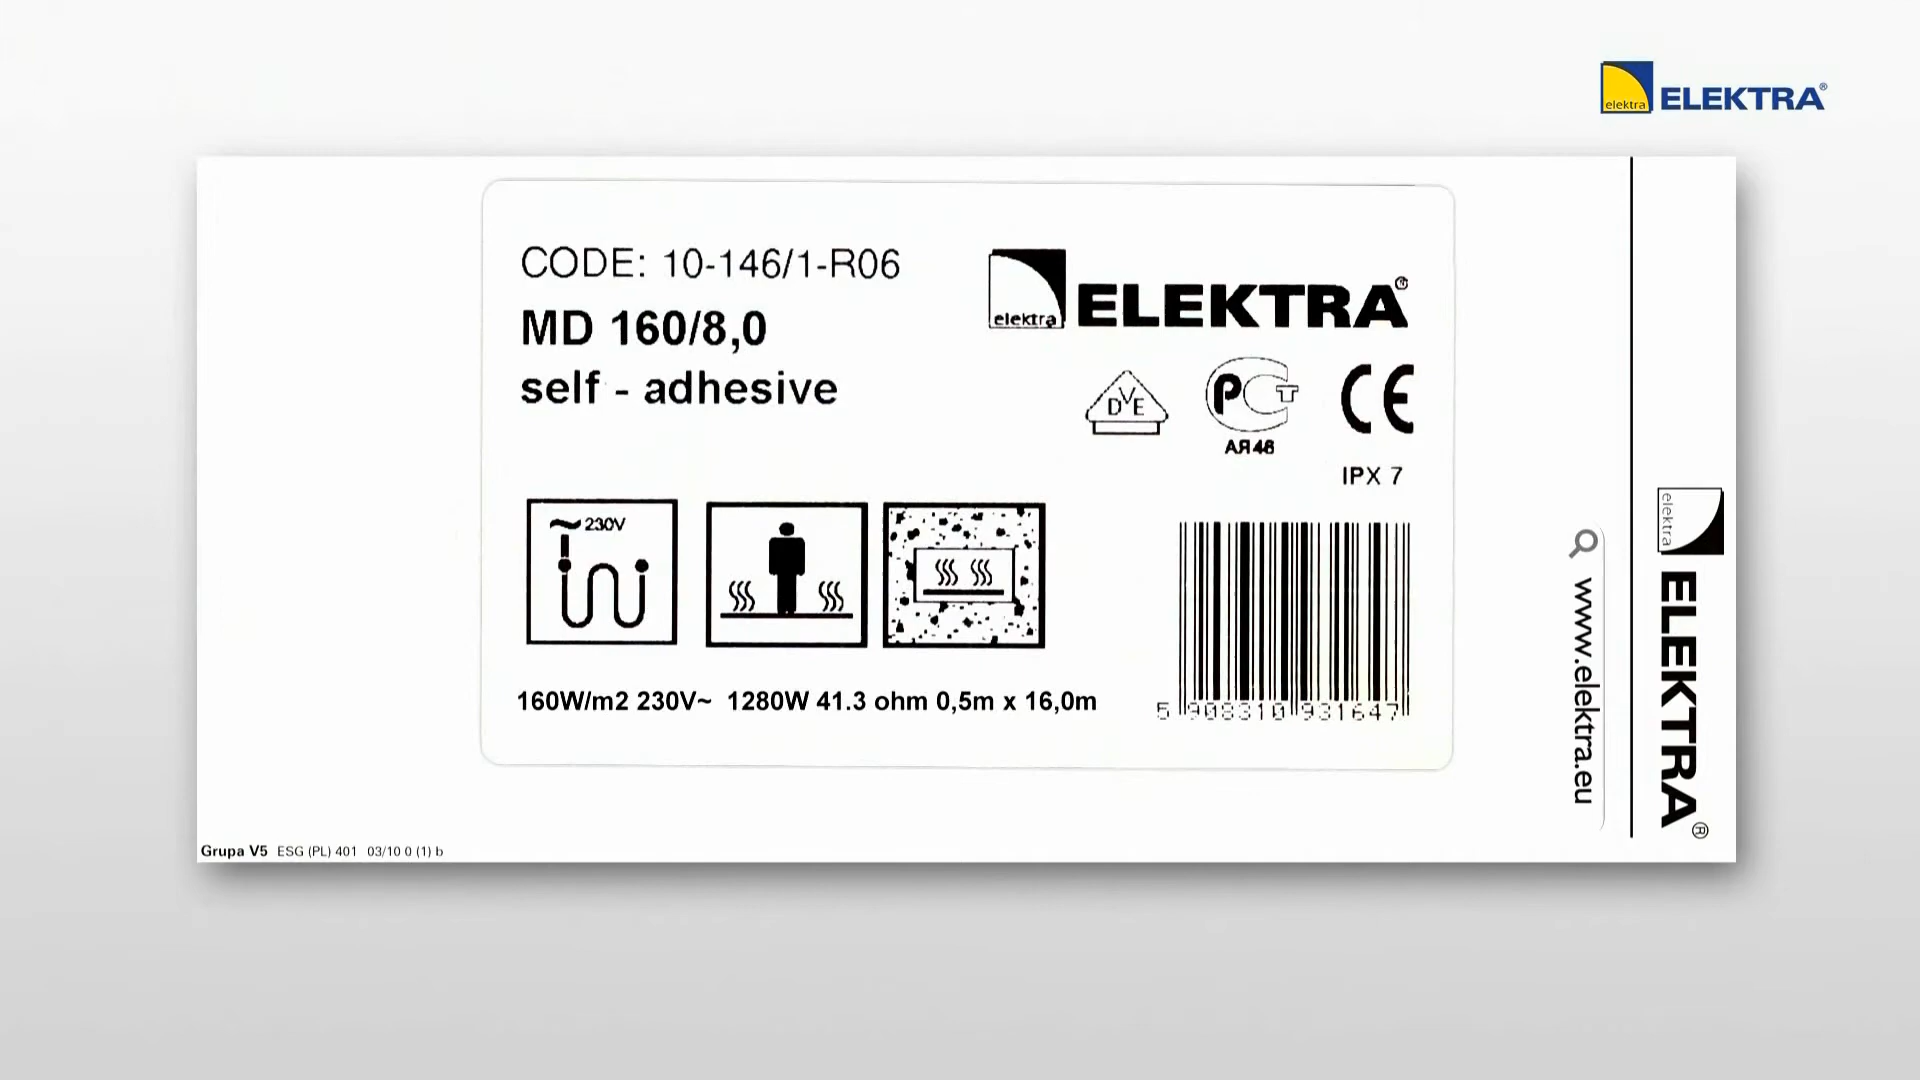 elektra ELEKTRA®
CODE: 10-146/1-R06
MD 160/8,0
self - adhesive
elektra ELEKTRA®
DVE
РСТ
АЯ46
CE
IPX 7
~ 230V
160W/m2 230V~ 1280W 41.3 ohm 0,5m x 16,0m
5 908310 931647
www.elektra.eu
elektra ELEKTRA®
Grupa V5 ESG (PL) 401 03/10 0 (1) b